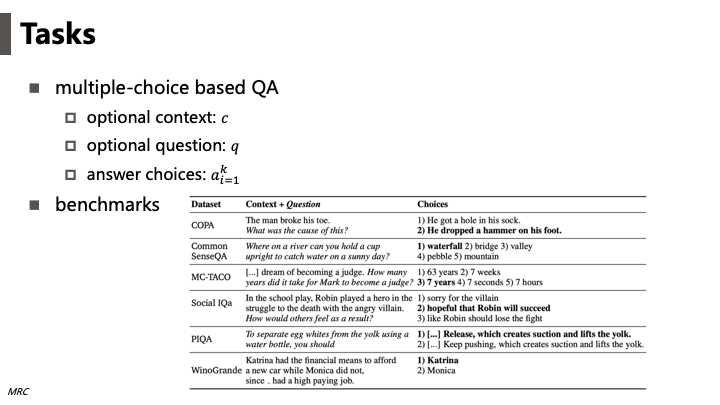 Tasks
■ multiple-choice based QA
□ optional context: c
□ optional question: q
□ answer choices: a_{i=1}^{k}
■ benchmarks
Dataset Context + Question Choices
COPA
The man broke his toe.
What was the cause of this?
1) He got a hole in his sock.
2) He dropped a hammer on his foot.
Common
SenseQA
Where on a river can you hold a cup
upright to catch water on a sunny day?
1) waterfall 2) bridge 3) valley
4) pebble 5) mountain
MC-TACO
[...] dream of becoming a judge. How many
years did it take for Mark to become a judge?
1) 63 years 2) 7 weeks
3) 7 years 4) 7 seconds 5) 7 hours
Social IQa
In the school play, Robin played a hero in the
struggle to the death with the angry villain.
How would others feel as a result?
1) sorry for the villain
2) hopeful that Robin will succeed
3) like Robin should lose the fight
PIQA
To separate egg whites from the yolk using a
water bottle, you should
1) [...] Release, which creates suction and lifts the yolk.
2) [...] Keep pushing, which creates suction and lifts the yolk.
WinoGrande
Katrina had the financial means to afford
a new car while Monica did not,
since _ had a high paying job.
1) Katrina
2) Monica
MRC